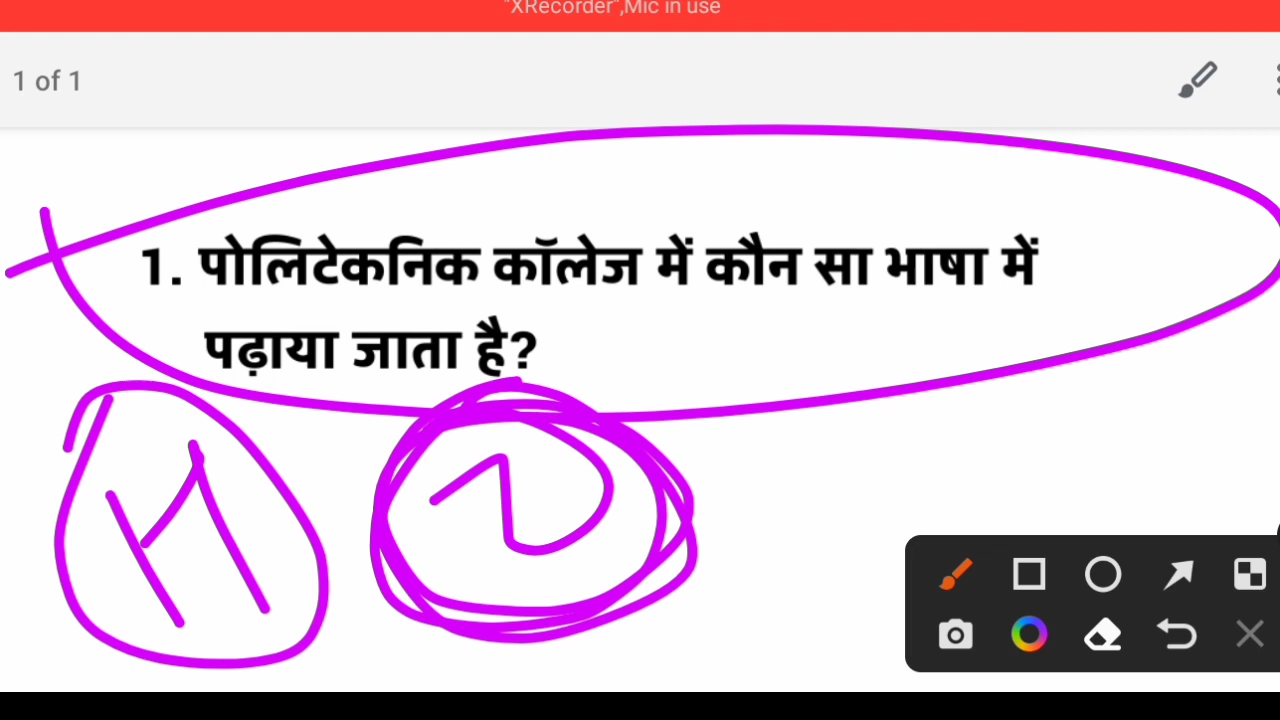 "XRecorder",Mic in use
1 of 1
1. पोलिटेकनिक कॉलेज में कौन सा भाषा में
पढ़ाया जाता है?
H